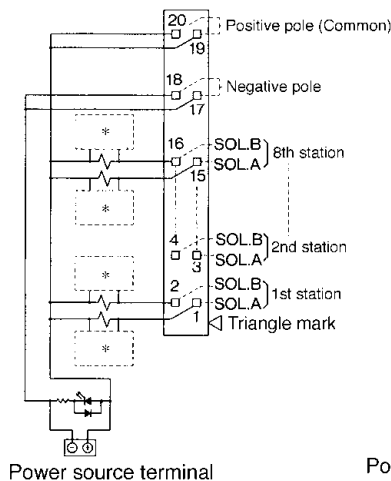 20
Positive pole (Common)
19
18
Negative pole
17
*
16
SOL.B
8th station
SOL.A
15
*
4
SOL.B
2nd station
3
SOL.A
*
2
SOL.B
1st station
SOL.A
1
Triangle mark
*
⊖ ⊕
Power source terminal
Po